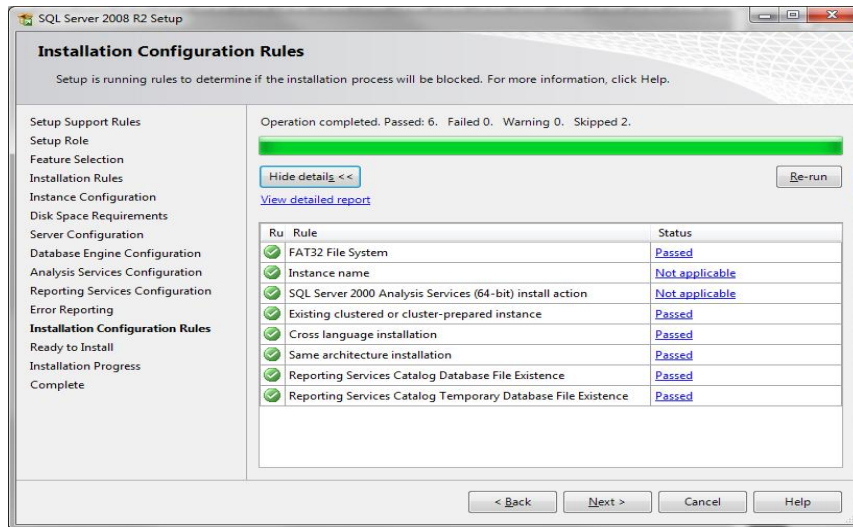 SQL Server 2008 R2 Setup
Installation Configuration Rules
Setup is running rules to determine if the installation process will be blocked. For more information, click Help.
Setup Support Rules
Setup Role
Feature Selection
Installation Rules
Instance Configuration
Disk Space Requirements
Server Configuration
Database Engine Configuration
Analysis Services Configuration
Reporting Services Configuration
Error Reporting
Installation Configuration Rules
Ready to Install
Installation Progress
Complete
Operation completed. Passed: 6. Failed 0. Warning 0. Skipped 2.
Hide details << Re-run
View detailed report
Ru Rule Status
FAT32 File System Passed
Instance name Not applicable
SQL Server 2000 Analysis Services (64-bit) install action Not applicable
Existing clustered or cluster-prepared instance Passed
Cross language installation Passed
Same architecture installation Passed
Reporting Services Catalog Database File Existence Passed
Reporting Services Catalog Temporary Database File Existence Passed
< Back Next > Cancel Help